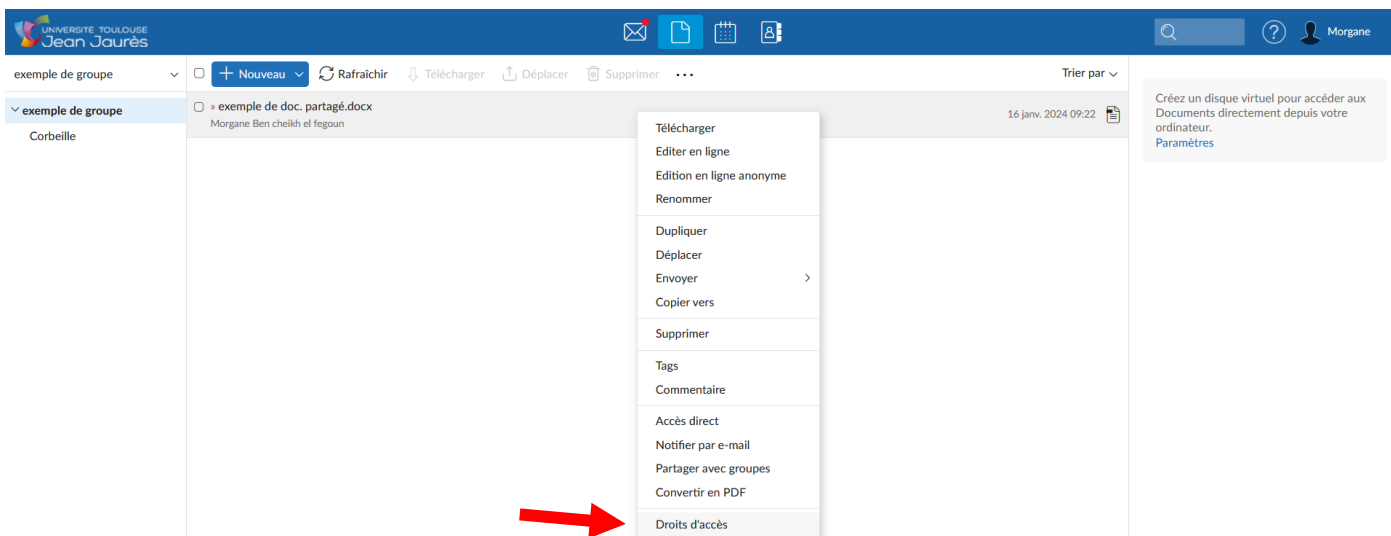 UNIVERSITÉ TOULOUSE
Jean Jaurès
? Morgane
exemple de groupe
Nouveau Rafraîchir Télécharger Déplacer Supprimer ...
Trier par
exemple de groupe
Corbeille
» exemple de doc. partagé.docx
Morgane Ben cheikh el fegoun
16 janv. 2024 09:22
Télécharger
Editer en ligne
Edition en ligne anonyme
Renommer
Dupliquer
Déplacer
Envoyer
Copier vers
Supprimer
Tags
Commentaire
Accès direct
Notifier par e-mail
Partager avec groupes
Convertir en PDF
Droits d'accès
Créez un disque virtuel pour accéder aux
Documents directement depuis votre
ordinateur.
Paramètres